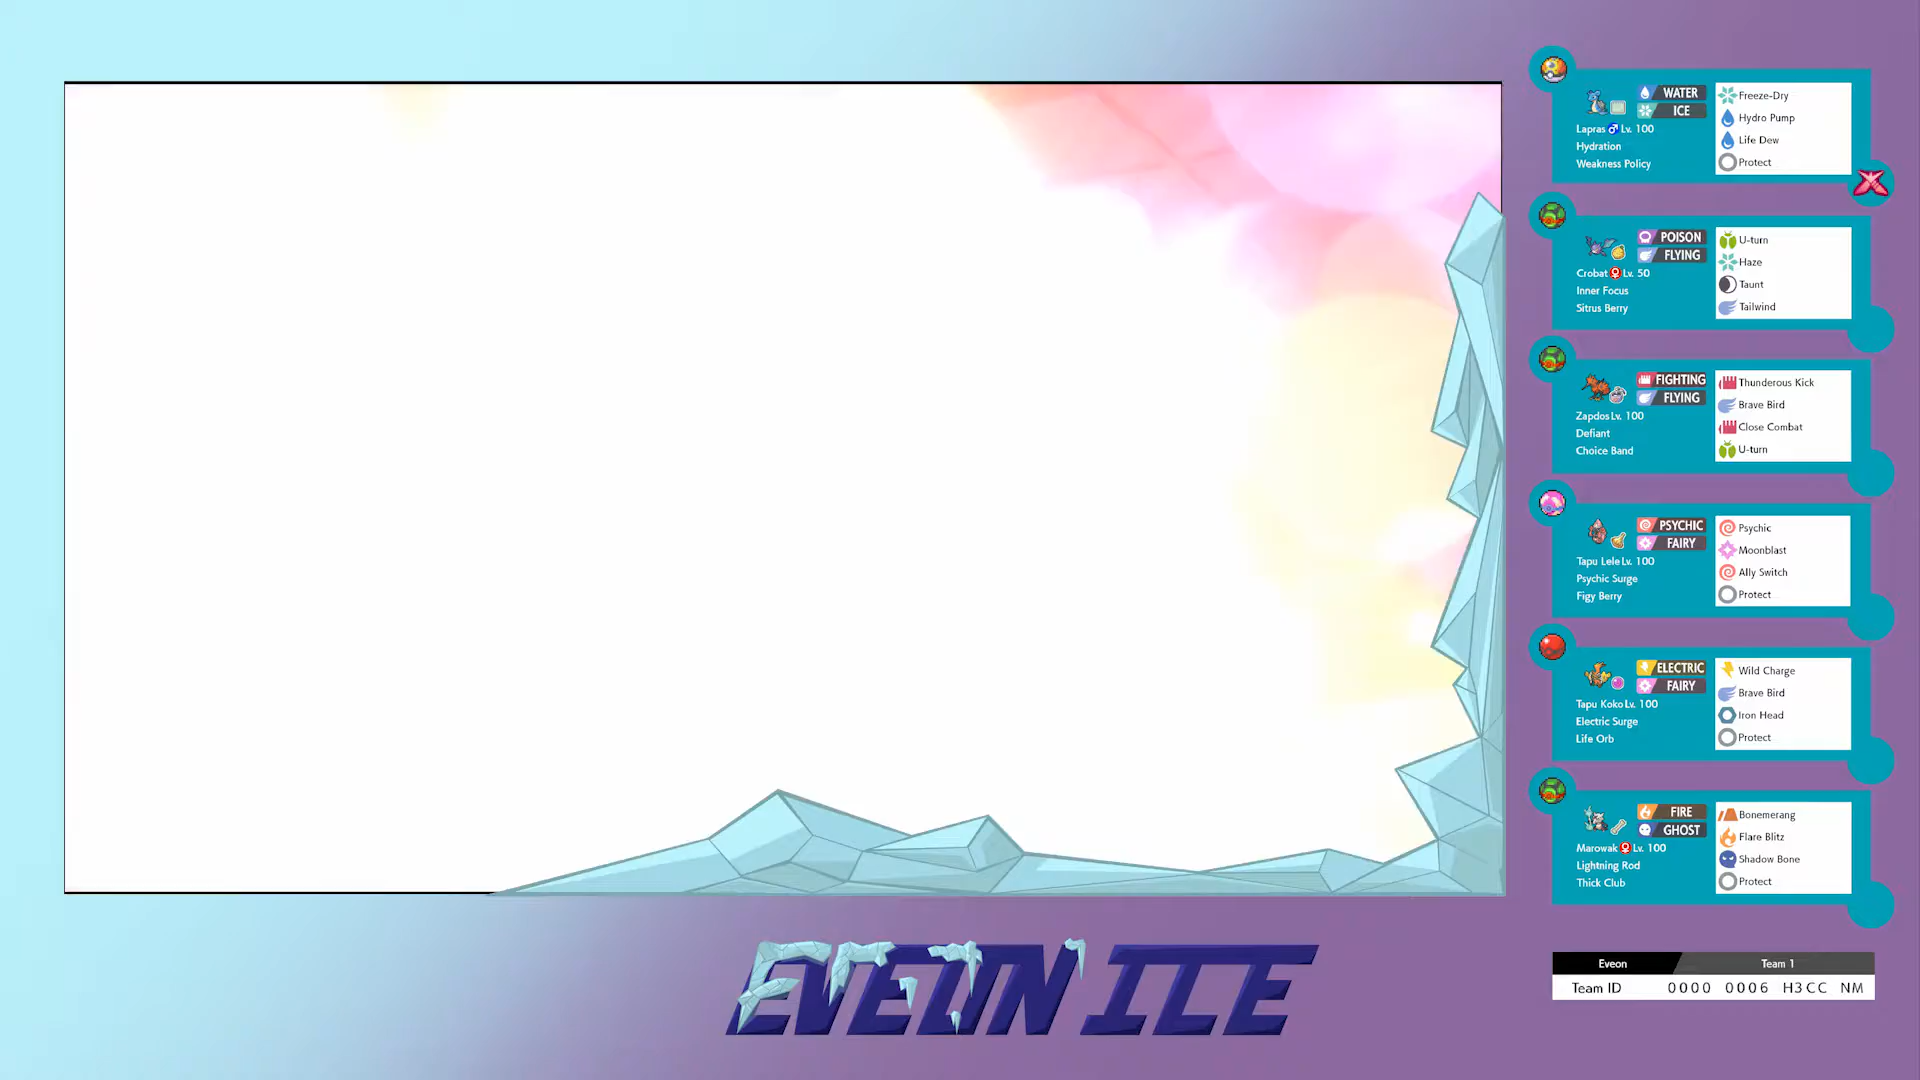 WATER
ICE
Lapras ♂ Lv. 100
Hydration
Weakness Policy
Freeze-Dry
Hydro Pump
Life Dew
Protect
POISON
FLYING
Crobat ♀ Lv. 50
Inner Focus
Sitrus Berry
U-turn
Haze
Taunt
Tailwind
FIGHTING
FLYING
Zapdos Lv. 100
Defiant
Choice Band
Thunderous Kick
Brave Bird
Close Combat
U-turn
PSYCHIC
FAIRY
Tapu Lele Lv. 100
Psychic Surge
Figy Berry
Psychic
Moonblast
Ally Switch
Protect
ELECTRIC
FAIRY
Tapu Koko Lv. 100
Electric Surge
Life Orb
Wild Charge
Brave Bird
Iron Head
Protect
FIRE
GHOST
Marowak ♀ Lv. 100
Lightning Rod
Thick Club
Bonemerang
Flare Blitz
Shadow Bone
Protect
Eveon Team 1
Team ID 0000 0006 H3CC NM
EVEON ICE